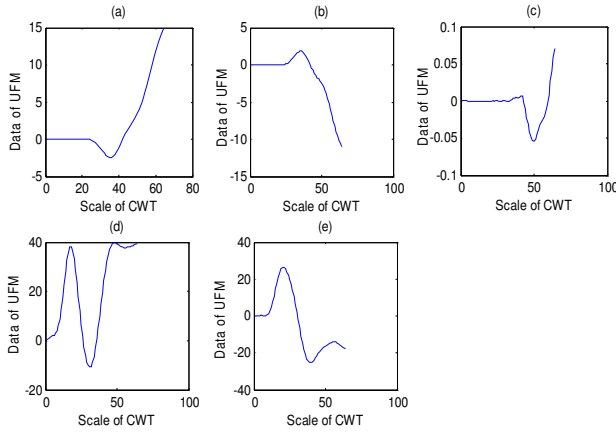 (a)
15
10
5
0
-5
0
20
40
60
80
Data of UFM
Scale of CWT
(b)
5
0
-5
-10
-15
0
50
100
Data of UFM
Scale of CWT
(c)
0.1
0.05
0
-0.05
-0.1
0
50
100
Data of UFM
Scale of CWT
(d)
40
20
0
-20
0
50
100
Data of UFM
Scale of CWT
(e)
40
20
0
-20
-40
0
50
100
Data of UFM
Scale of CWT